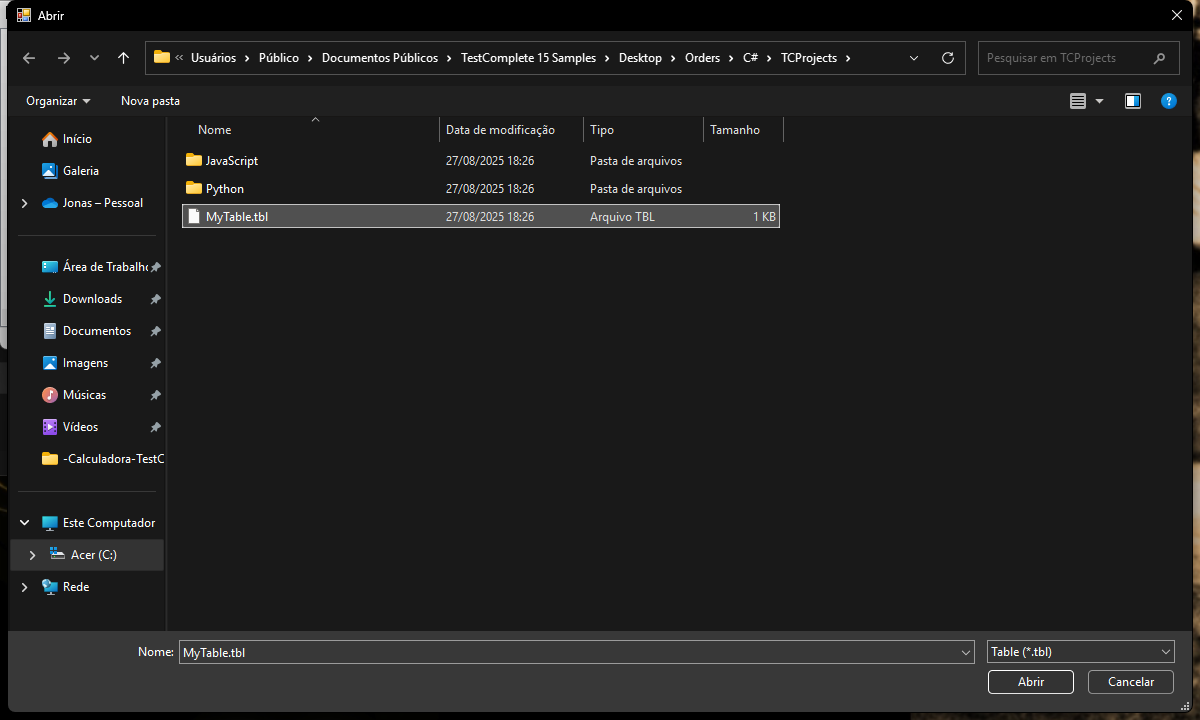 Abrir
Usuários > Público > Documentos Públicos > TestComplete 15 Samples > Desktop > Orders > C# > TCProjects >
Pesquisar em TCProjects
Organizar Nova pasta
Início
Galeria
Jonas – Pessoal
Área de Trabalho
Downloads
Documentos
Imagens
Músicas
Vídeos
-Calculadora-TestC
Este Computador
Acer (C:)
Rede
Nome Data de modificação Tipo Tamanho
JavaScript 27/08/2025 18:26 Pasta de arquivos
Python 27/08/2025 18:26 Pasta de arquivos
MyTable.tbl 27/08/2025 18:26 Arquivo TBL 1 KB
Nome: MyTable.tbl Table (*.tbl)
Abrir Cancelar